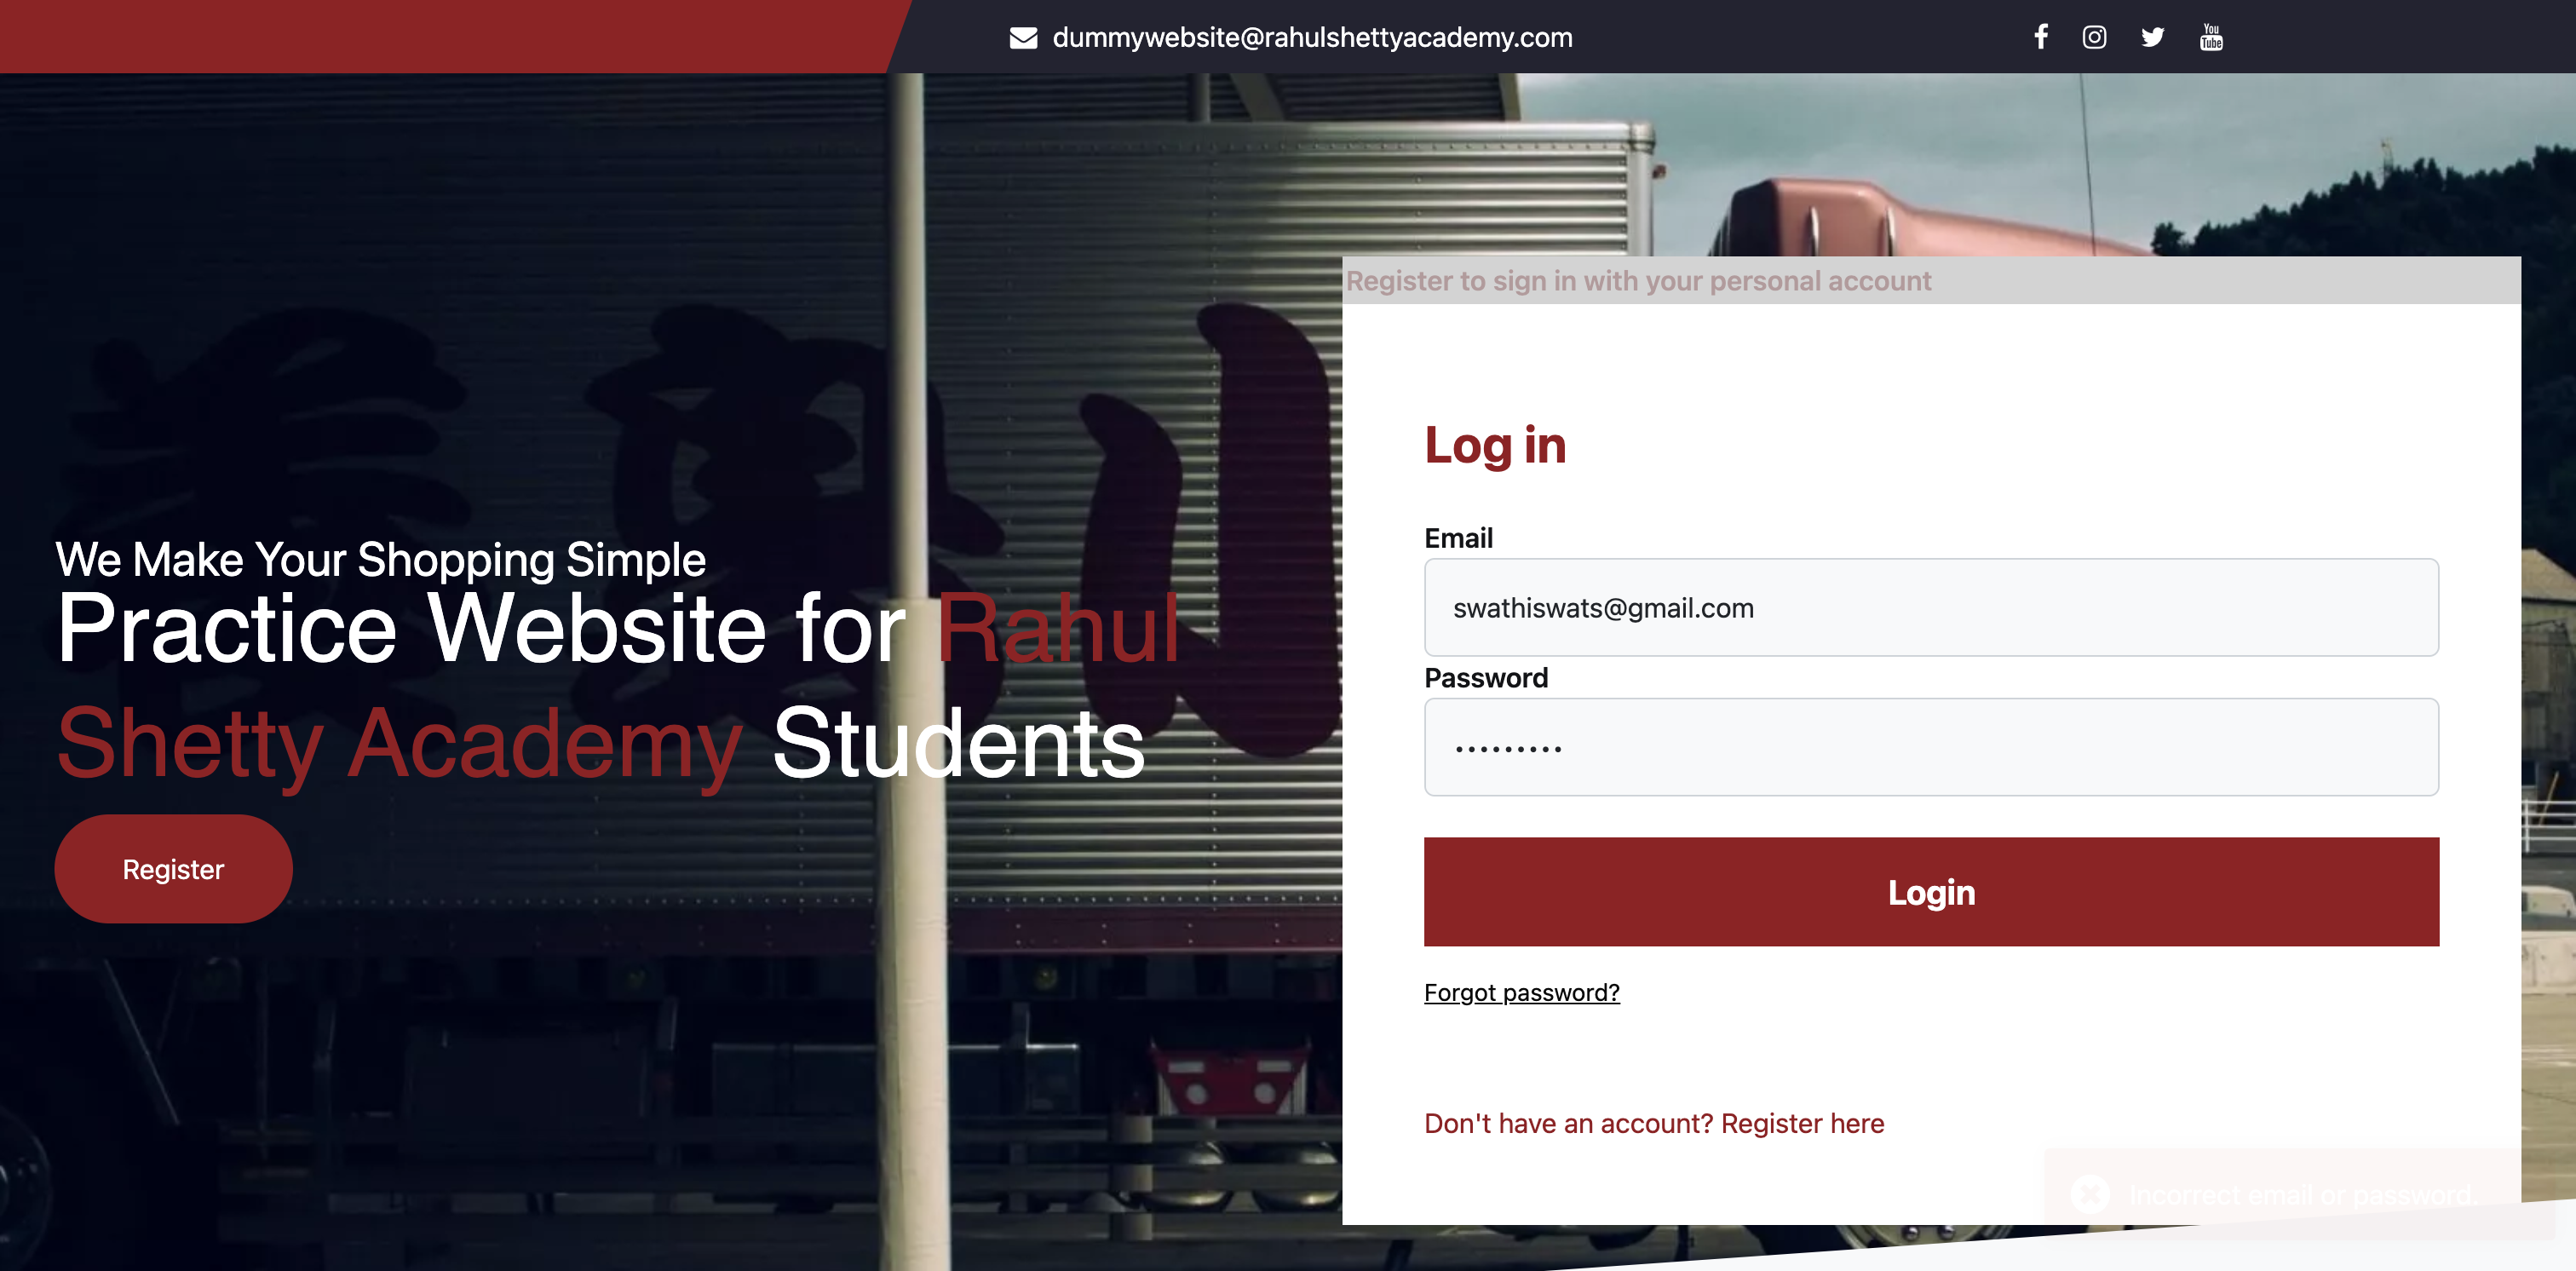 dummywebsite@rahulshettyacademy.com
You
Tube
Register to sign in with your personal account
We Make Your Shopping Simple
Practice Website for Rahul
Shetty Academy Students
Register
Log in
Email
swathiswats@gmail.com
Password
•••••••••
Login
Forgot password?
Don't have an account? Register here
Incorrect email or password.